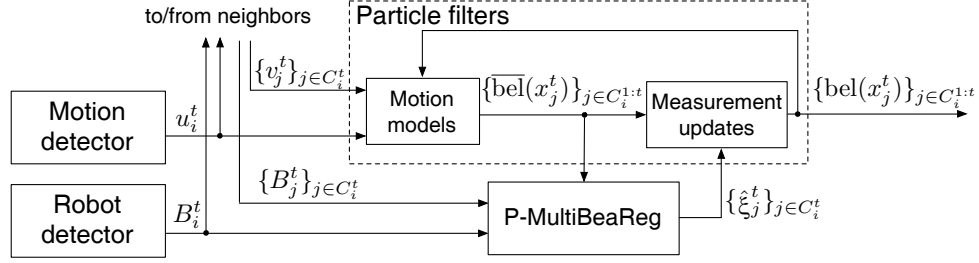 to/from neighbors
Particle filters
{v_j^t}_{j∈C_i^t}
Motion
detector
u_i^t
Motion
models
{\overline{bel}(x_j^t)}_{j∈C_i^{1:t}}
Measurement
updates
{bel(x_j^t)}_{j∈C_i^{1:t}}
{B_j^t}_{j∈C_i^t}
Robot
detector
B_i^t
P-MultiBeaReg
{\hat{ξ}_j^t}_{j∈C_i^t}